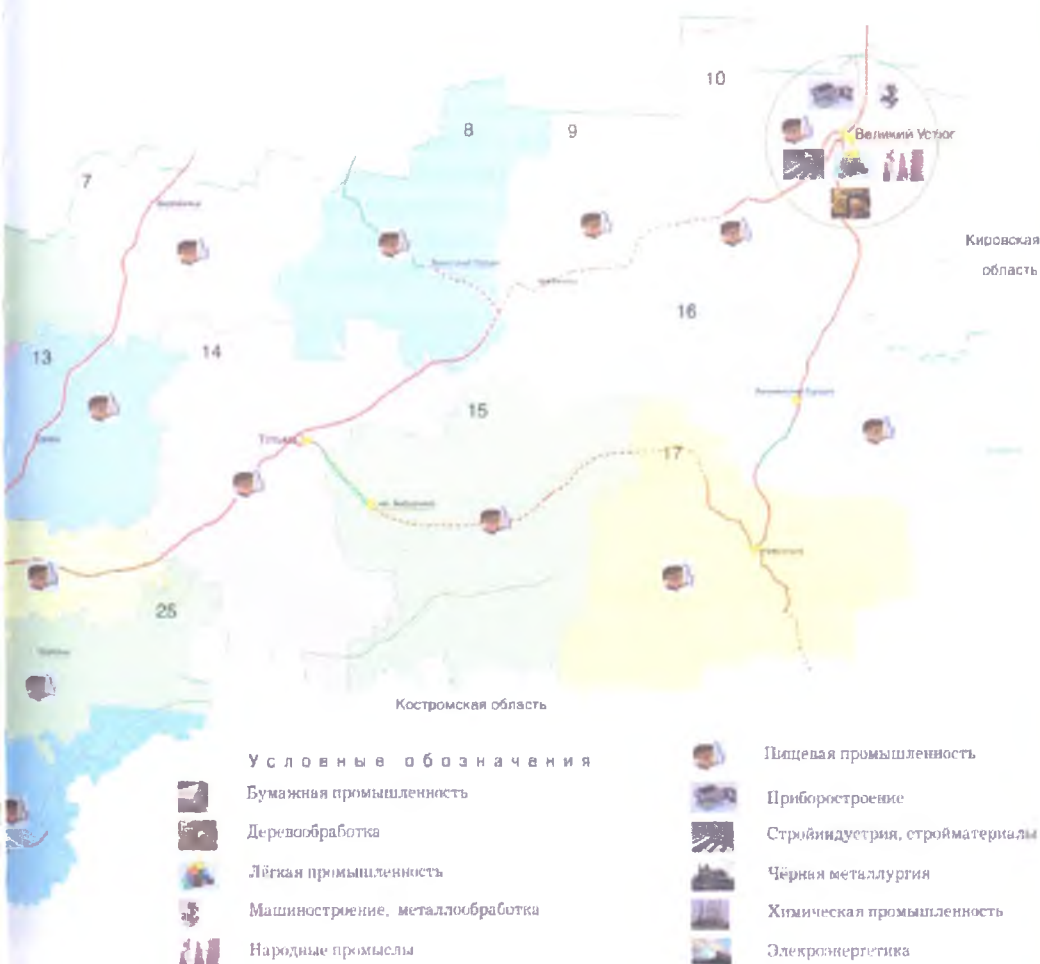 10
8
9
Великий Устюг
7
Кировская
область
16
14
13
15
Тотьма
17
25
Костромская область
Условные обозначения
Бумажная промышленность
Деревообработка
Лёгкая промышленность
Машиностроение, металлообработка
Народные промыслы
Пищевая промышленность
Приборостроение
Стройиндустрия, стройматериалы
Чёрная металлургия
Химическая промышленность
Элекроэнергетика